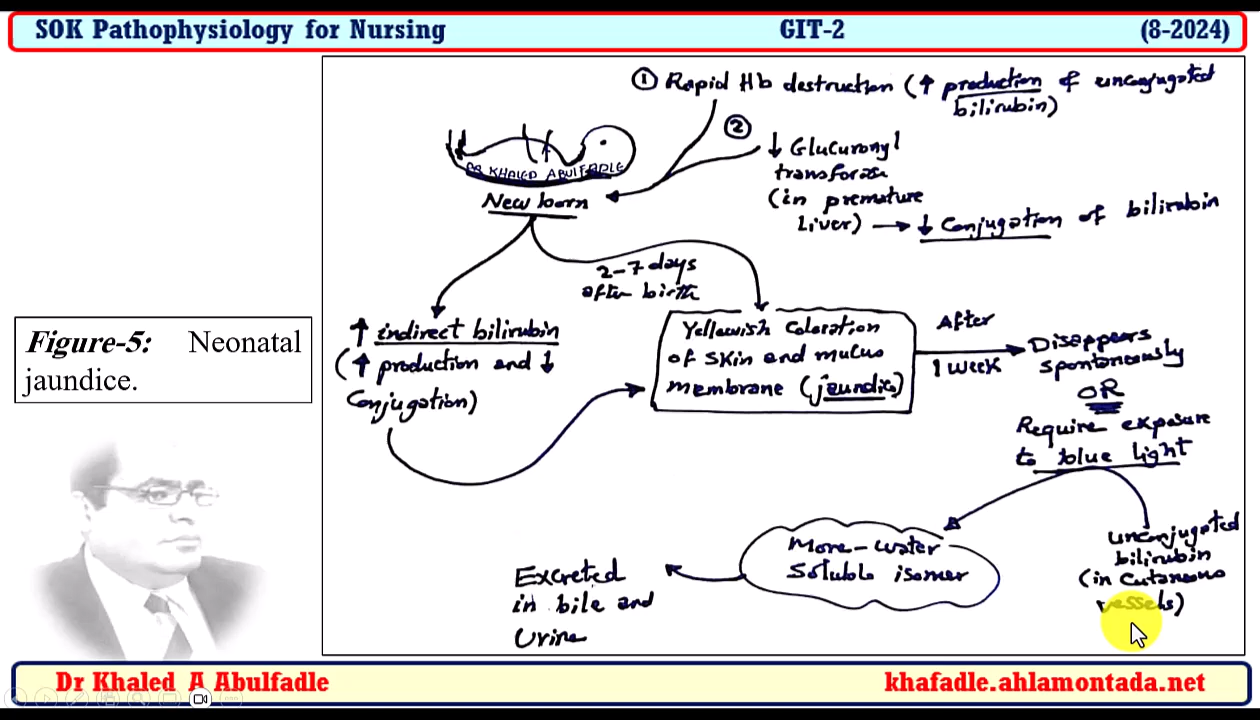 SOK Pathophysiology for Nursing GIT-2 (8-2024)
① Rapid Hb destruction (↑ production of unconjugated
bilirubin)
②
↓ Glucuronyl
transferase
(in premature
Liver) → ↓ Conjugation of bilirubin
DR KHALED ABULFADLE
New born
2-7 days
after birth
↑ indirect bilirubin
(↑ production and ↓
Conjugation)
Yellowish Coloration
of skin and mucus
membrane (jaundice)
After
1 week
Disappears
spontaneously
OR
Require exposure
to blue light
unconjugated
bilirubin
(in cutaneous
vessels)
More-water
Soluble isomer
Excreted
in bile and
Urine
Figure-5: Neonatal
jaundice.
Dr Khaled A Abulfadle khafadle.ahlamontada.net